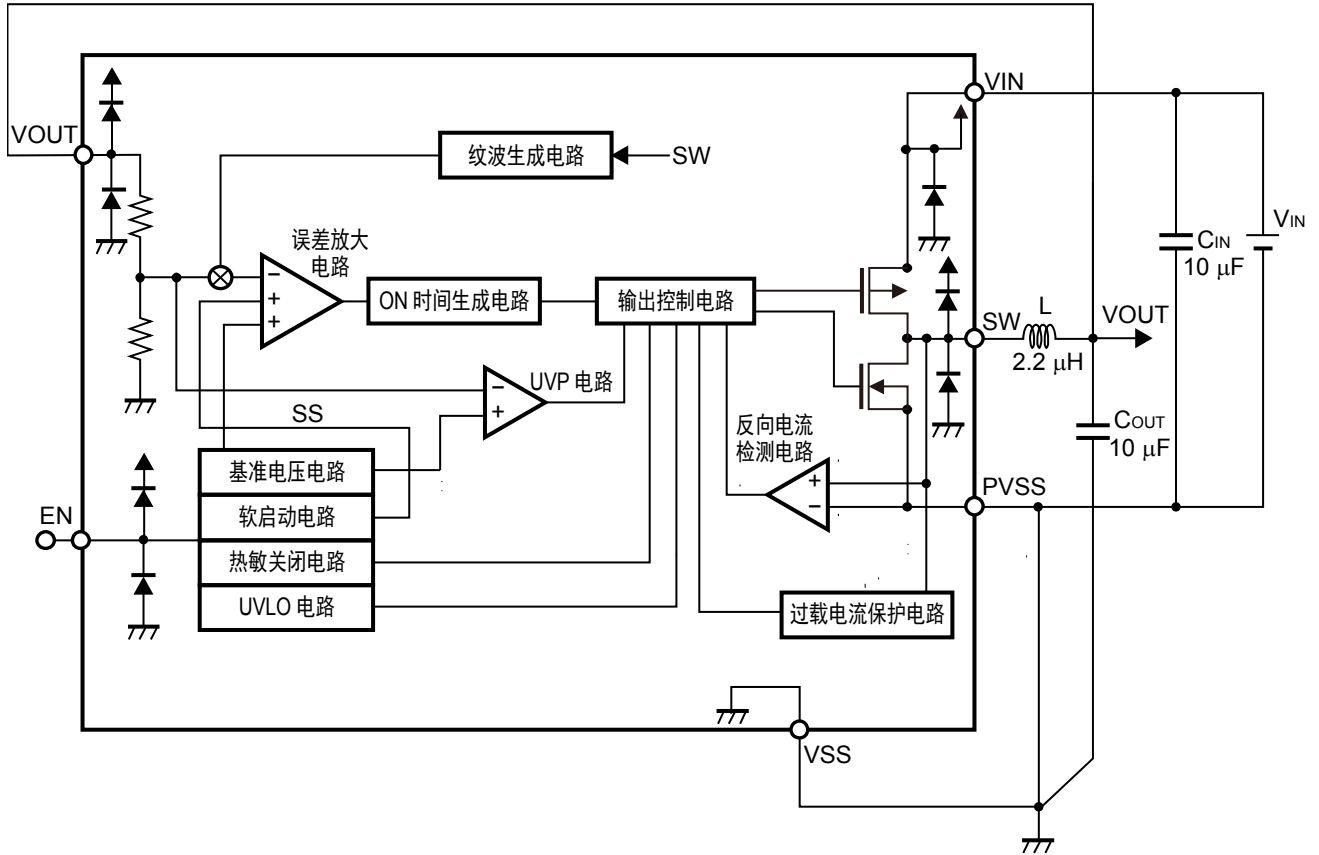 VIN
VOUT
纹波生成电路
SW
误差放大
电路
−
+
+
ON 时间生成电路
输出控制电路
VIN
CIN
10 μF
SW
L
2.2 μH
VOUT
UVP 电路
−
+
SS
COUT
10 μF
反向电流
检测电路
+
−
基准电压电路
PVSS
软启动电路
EN
热敏关闭电路
UVLO 电路
过载电流保护电路
VSS